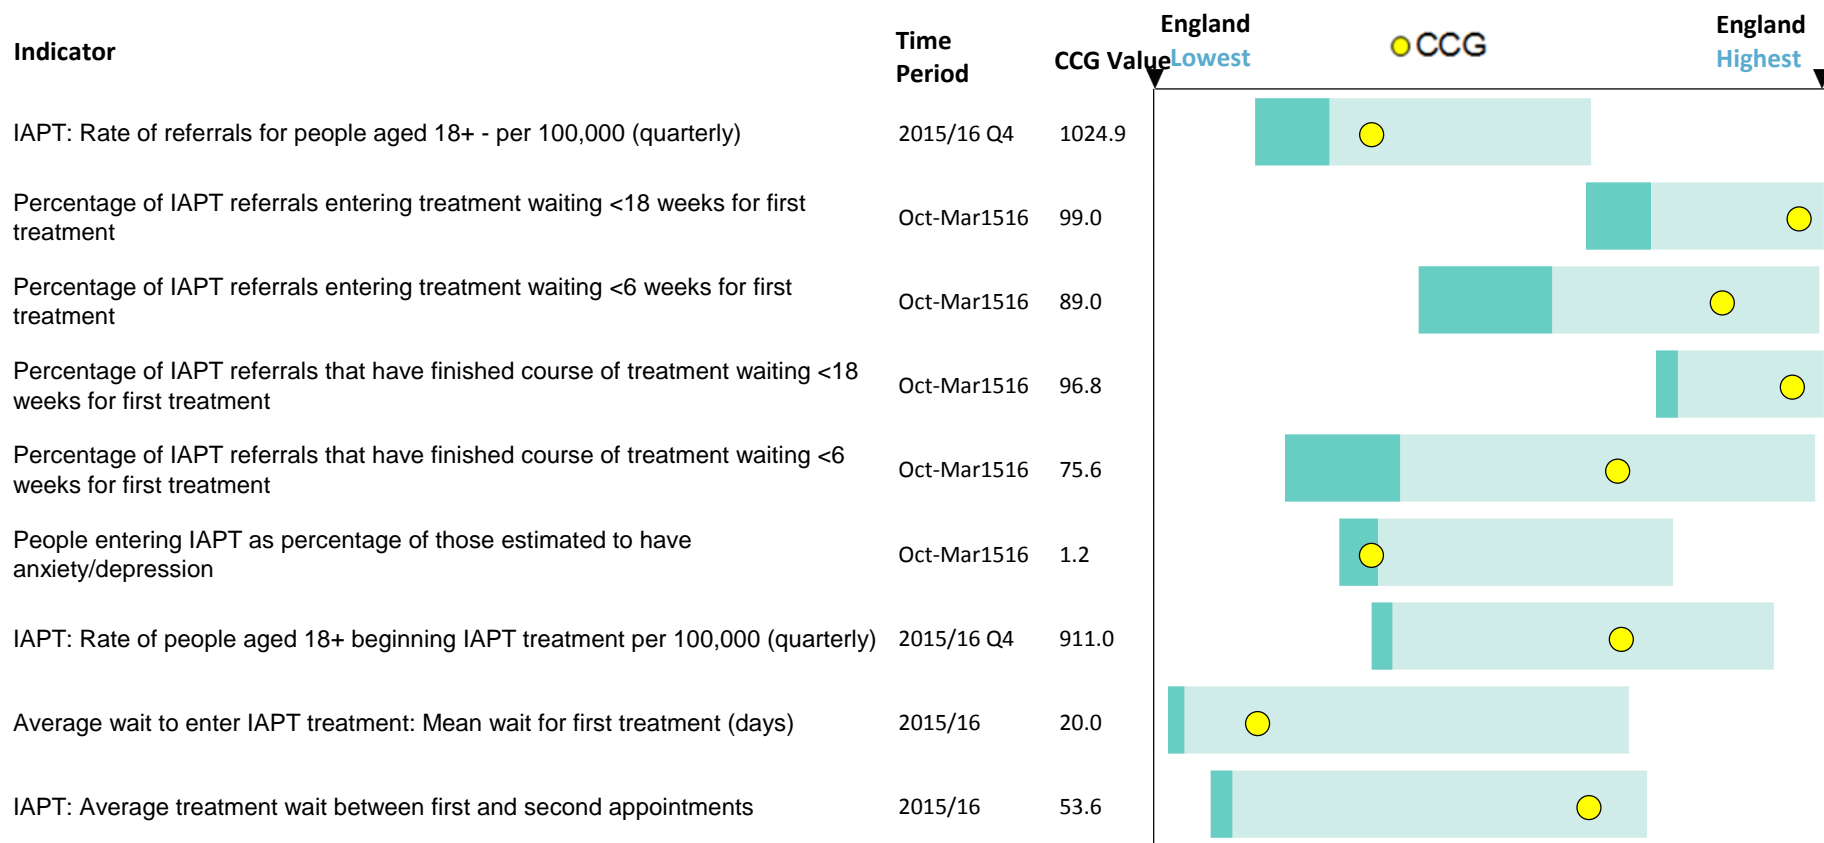 Indicator
Time
Period
CCG Value
England
Lowest
CCG
England
Highest
IAPT: Rate of referrals for people aged 18+ - per 100,000 (quarterly) 2015/16 Q4 1024.9
Percentage of IAPT referrals entering treatment waiting <18 weeks for first
treatment
Oct-Mar1516 99.0
Percentage of IAPT referrals entering treatment waiting <6 weeks for first
treatment
Oct-Mar1516 89.0
Percentage of IAPT referrals that have finished course of treatment waiting <18
weeks for first treatment
Oct-Mar1516 96.8
Percentage of IAPT referrals that have finished course of treatment waiting <6
weeks for first treatment
Oct-Mar1516 75.6
People entering IAPT as percentage of those estimated to have
anxiety/depression
Oct-Mar1516 1.2
IAPT: Rate of people aged 18+ beginning IAPT treatment per 100,000 (quarterly) 2015/16 Q4 911.0
Average wait to enter IAPT treatment: Mean wait for first treatment (days) 2015/16 20.0
IAPT: Average treatment wait between first and second appointments 2015/16 53.6